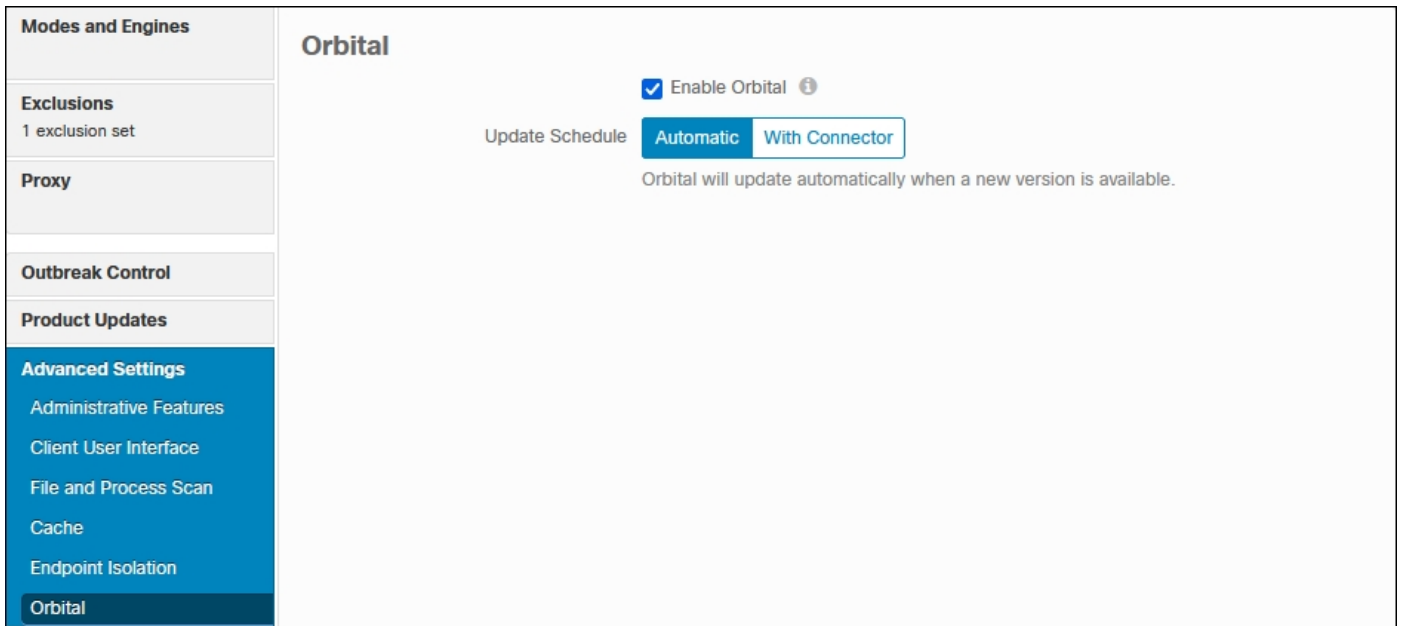 Modes and Engines
Exclusions
1 exclusion set
Proxy
Outbreak Control
Product Updates
Advanced Settings
Administrative Features
Client User Interface
File and Process Scan
Cache
Endpoint Isolation
Orbital
Orbital
Enable Orbital
Update Schedule
Automatic With Connector
Orbital will update automatically when a new version is available.